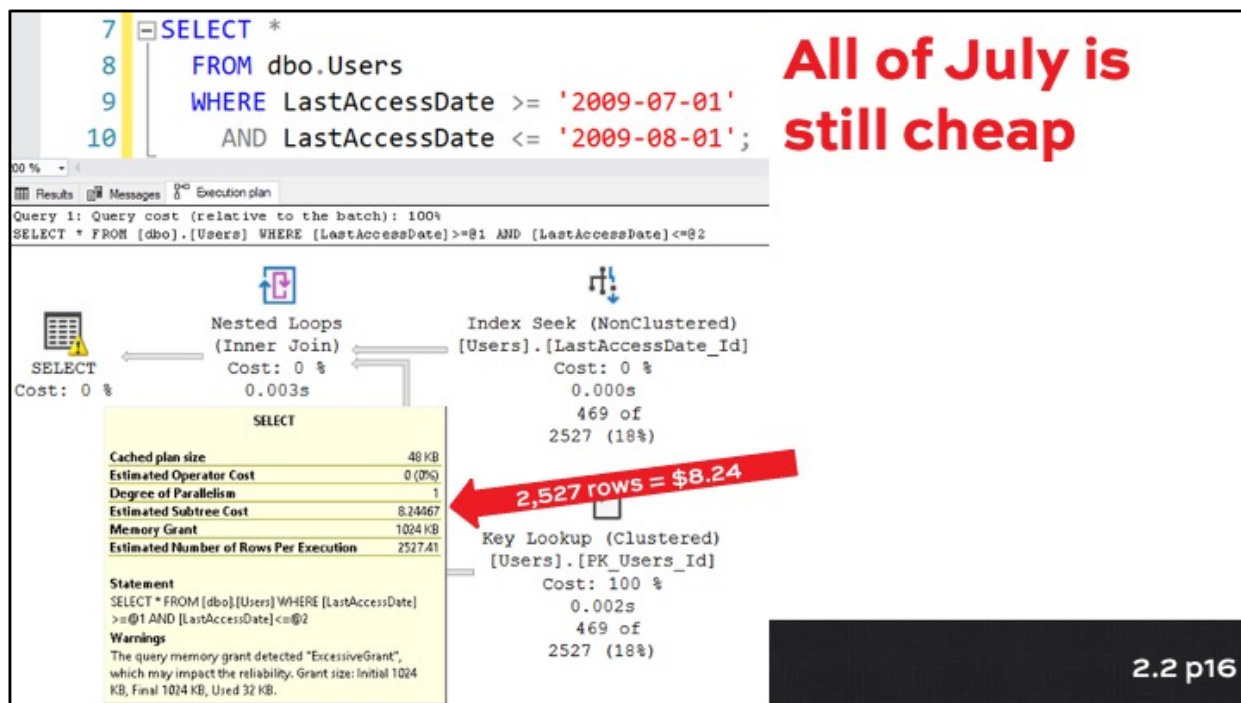 7 SELECT *
8 FROM dbo.Users
9 WHERE LastAccessDate >= '2009-07-01'
10 AND LastAccessDate <= '2009-08-01';
All of July is
still cheap
00 %
Results Messages Execution plan
Query 1: Query cost (relative to the batch): 100%
SELECT * FROM [dbo].[Users] WHERE [LastAccessDate]>=@1 AND [LastAccessDate]<=@2
SELECT
Cost: 0 %
Nested Loops
(Inner Join)
Cost: 0 %
0.003s
Index Seek (NonClustered)
[Users].[LastAccessDate_Id]
Cost: 0 %
0.000s
469 of
2527 (18%)
SELECT
Cached plan size 48 KB
Estimated Operator Cost 0 (0%)
Degree of Parallelism 1
Estimated Subtree Cost 8.24467
Memory Grant 1024 KB
Estimated Number of Rows Per Execution 2527.41
Statement
SELECT * FROM [dbo].[Users] WHERE [LastAccessDate]
>=@1 AND [LastAccessDate]<=@2
Warnings
The query memory grant detected "ExcessiveGrant",
which may impact the reliability. Grant size: Initial 1024
KB, Final 1024 KB, Used 32 KB.
2,527 rows = $8.24
Key Lookup (Clustered)
[Users].[PK_Users_Id]
Cost: 100 %
0.002s
469 of
2527 (18%)
2.2 p16